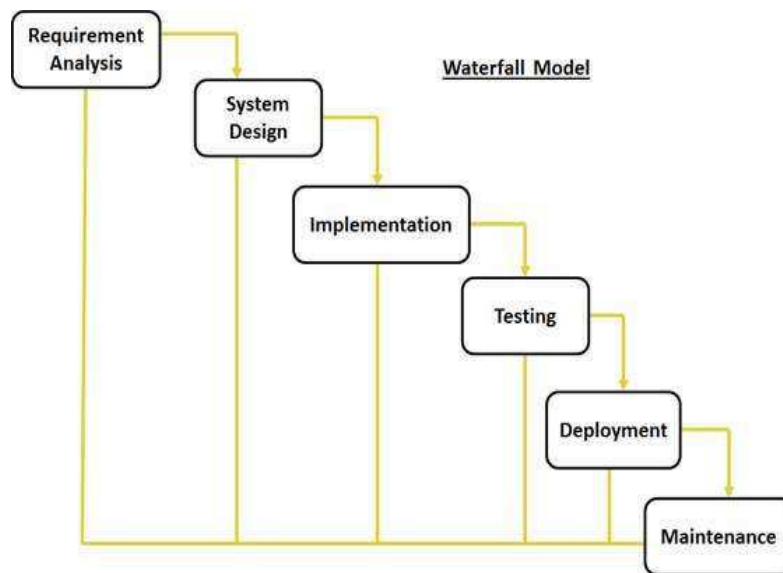 Requirement
Analysis
Waterfall Model
System
Design
Implementation
Testing
Deployment
Maintenance